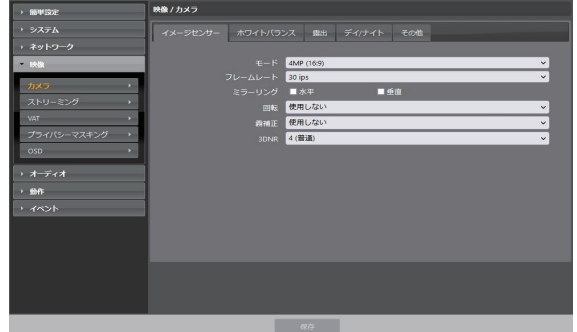 簡単設定
システム
ネットワーク
映像
カメラ
ストリーミング
VAT
プライバシーマスキング
OSD
オーディオ
動作
イベント
映像 / カメラ
イメージセンサー ホワイトバランス 露出 デイ/ナイト その他
モード 4MP (16:9)
フレームレート 30 ips
ミラーリング 水平 垂直
回転 使用しない
霧補正 使用しない
3DNR 4 (普通)
保存